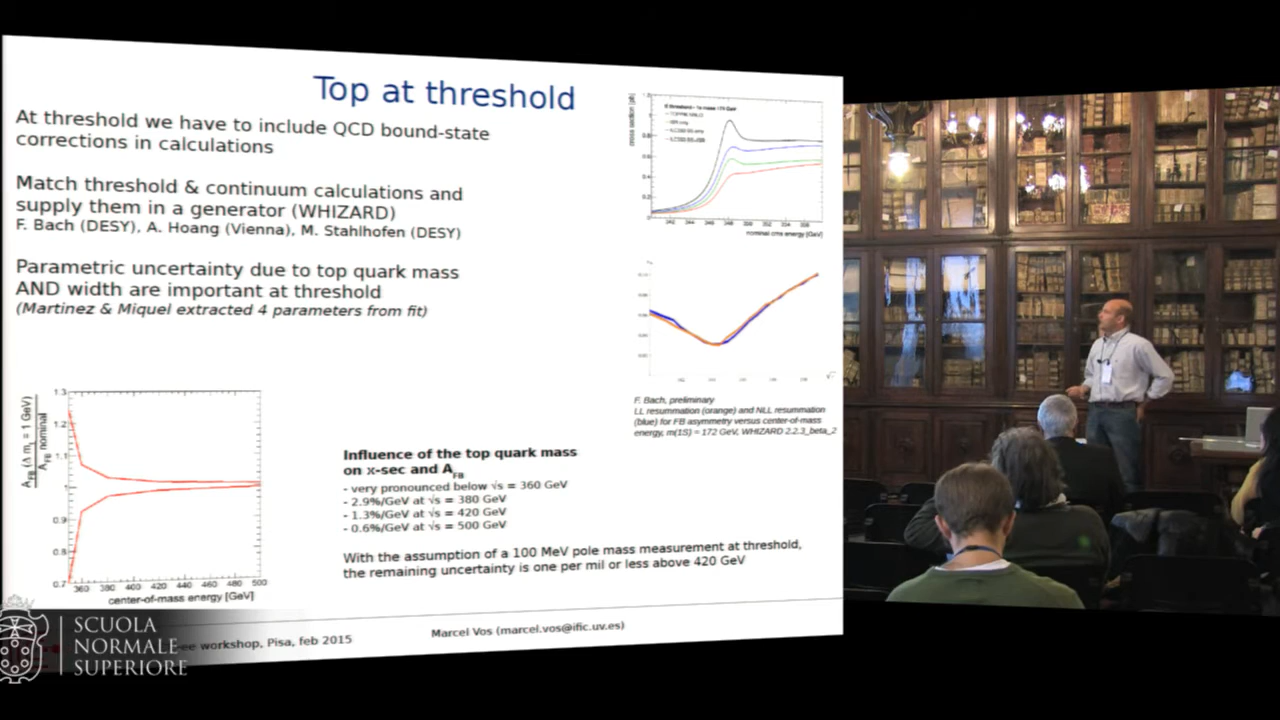 Top at threshold
At threshold we have to include QCD bound-state
corrections in calculations
Match threshold & continuum calculations and
supply them in a generator (WHIZARD)
F. Bach (DESY), A. Hoang (Vienna), M. Stahlhofen (DESY)
Parametric uncertainty due to top quark mass
AND width are important at threshold
(Martinez & Miquel extracted 4 parameters from fit)
cross section [pb]
nominal cms energy [GeV]
F. Bach, preliminary
LL resummation (orange) and NLL resummation
(blue) for FB asymmetry versus center-of-mass
energy, m(1S) = 172 GeV, WHIZARD 2.2.3_beta_2
A FB (Δ m t = 1 GeV)
A FB nominal
1.3
1.2
1.1
1
0.9
0.8
0.7
360 380 400 420 440 460 480 500
center-of-mass energy [GeV]
Influence of the top quark mass
on x-sec and A FB
- very pronounced below √s = 360 GeV
- 2.9%/GeV at √s = 380 GeV
- 1.3%/GeV at √s = 420 GeV
- 0.6%/GeV at √s = 500 GeV
With the assumption of a 100 MeV pole mass measurement at threshold,
the remaining uncertainty is one per mil or less above 420 GeV
workshop, Pisa, feb 2015
Marcel Vos (marcel.vos@ific.uv.es)
SCUOLA
NORMALE
SUPERIORE